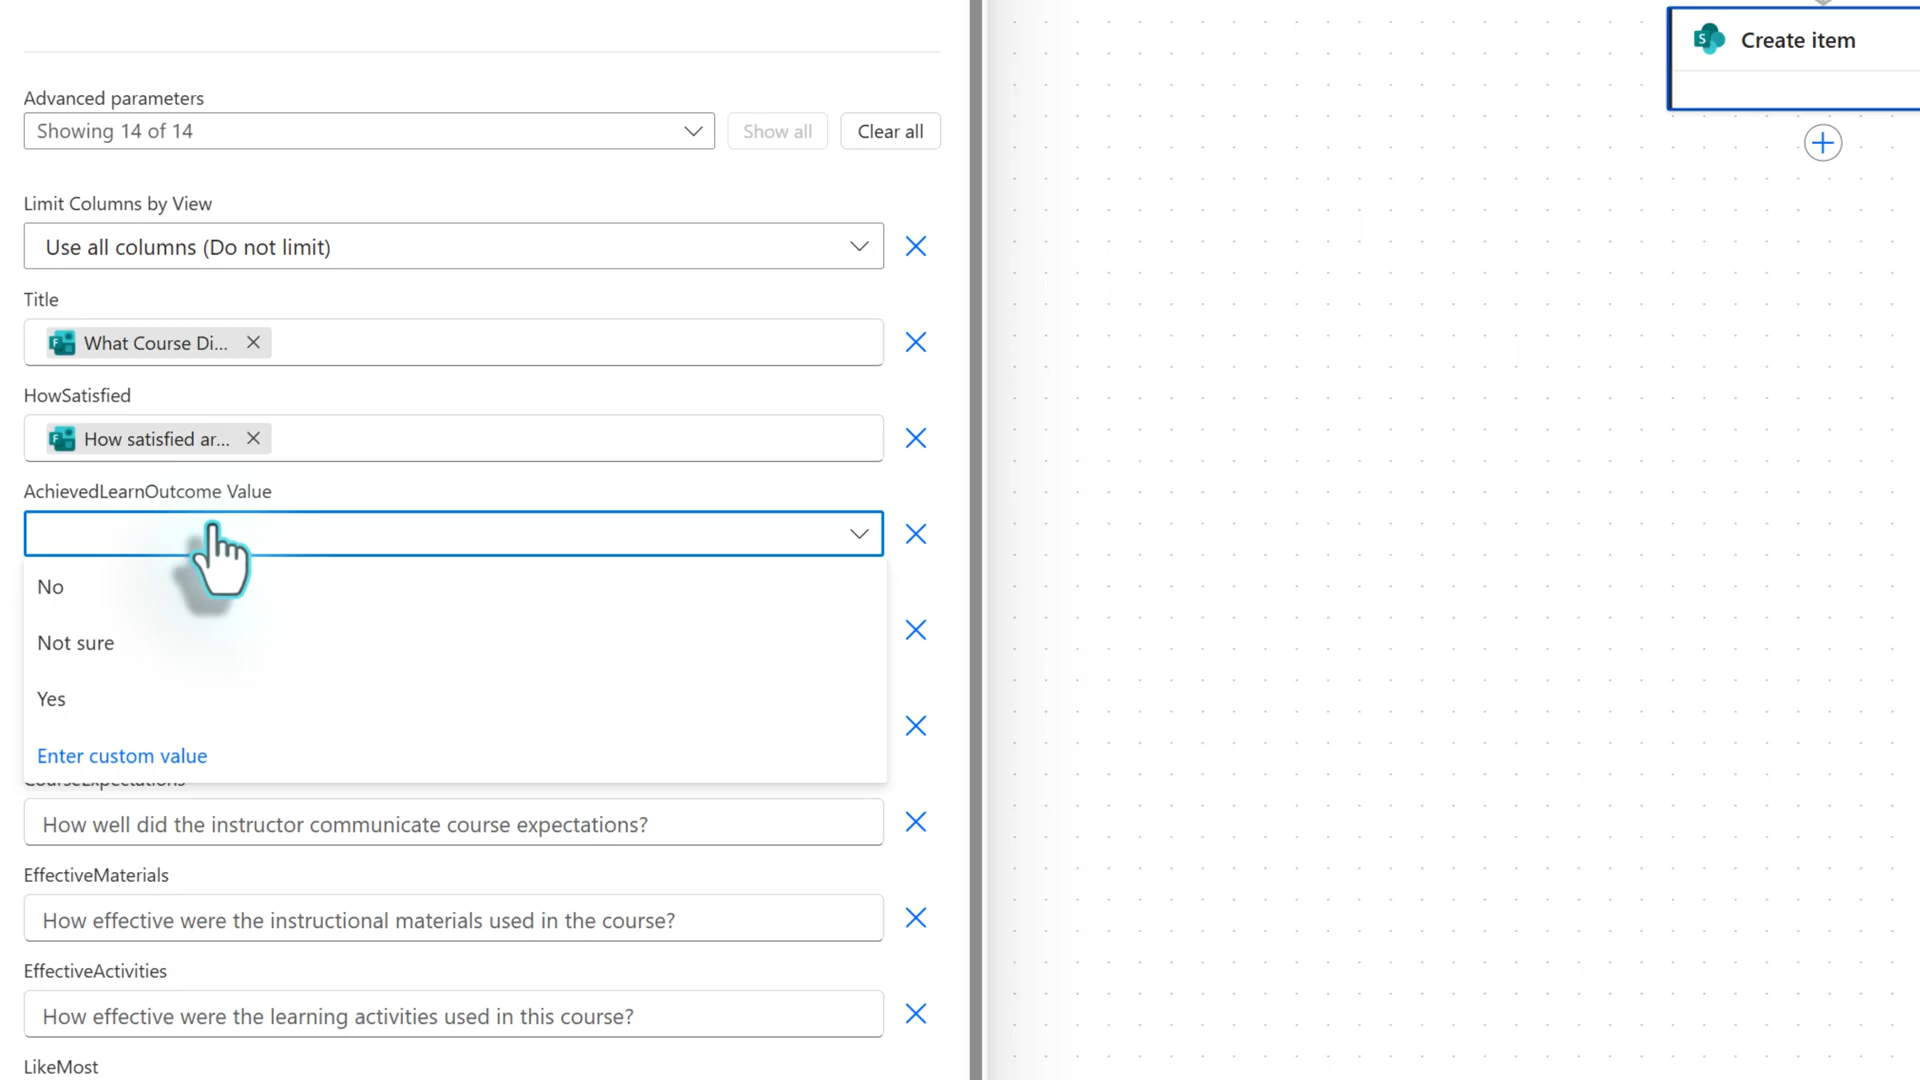 Create item
Advanced parameters
Showing 14 of 14
Show all
Clear all
Limit Columns by View
Use all columns (Do not limit)
Title
What Course Di...
HowSatisfied
How satisfied ar...
AchievedLearnOutcome Value
No
Not sure
Yes
Enter custom value
CourseExpectations
How well did the instructor communicate course expectations?
EffectiveMaterials
How effective were the instructional materials used in the course?
EffectiveActivities
How effective were the learning activities used in this course?
LikeMost